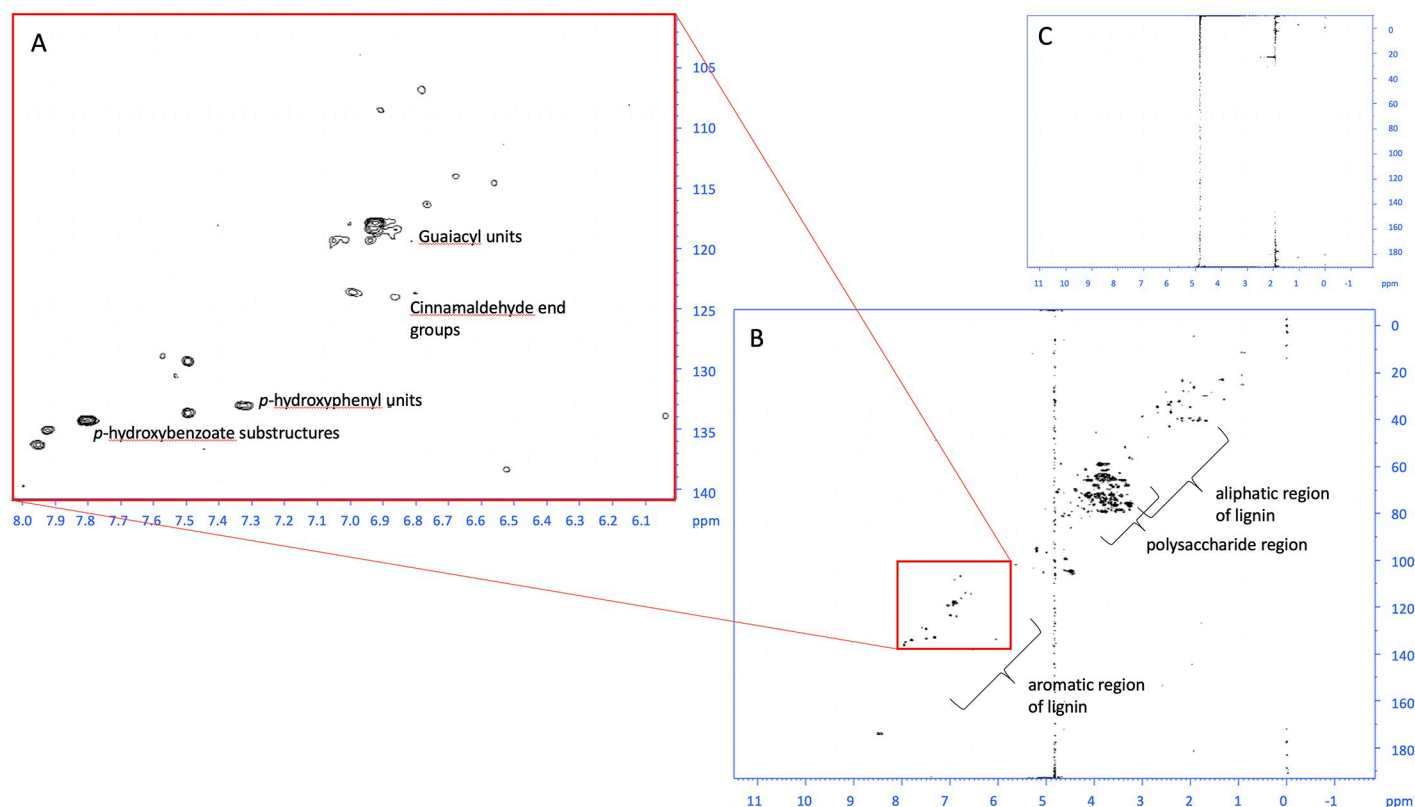 A
105
110
115
120
125
130
135
140
Guaiacyl units
Cinnamaldehyde end
groups
p-hydroxyphenyl units
p-hydroxybenzoate substructures
8.0 7.9 7.8 7.7 7.6 7.5 7.4 7.3 7.2 7.1 7.0 6.9 6.8 6.7 6.6 6.5 6.4 6.3 6.2 6.1 ppm
C
0
20
40
60
80
100
120
140
160
180
11 10 9 8 7 6 5 4 3 2 1 0 -1 ppm
B
0
20
40
60
80
100
120
140
160
180
aliphatic region
of lignin
polysaccharide region
aromatic region
of lignin
11 10 9 8 7 6 5 4 3 2 1 0 -1 ppm